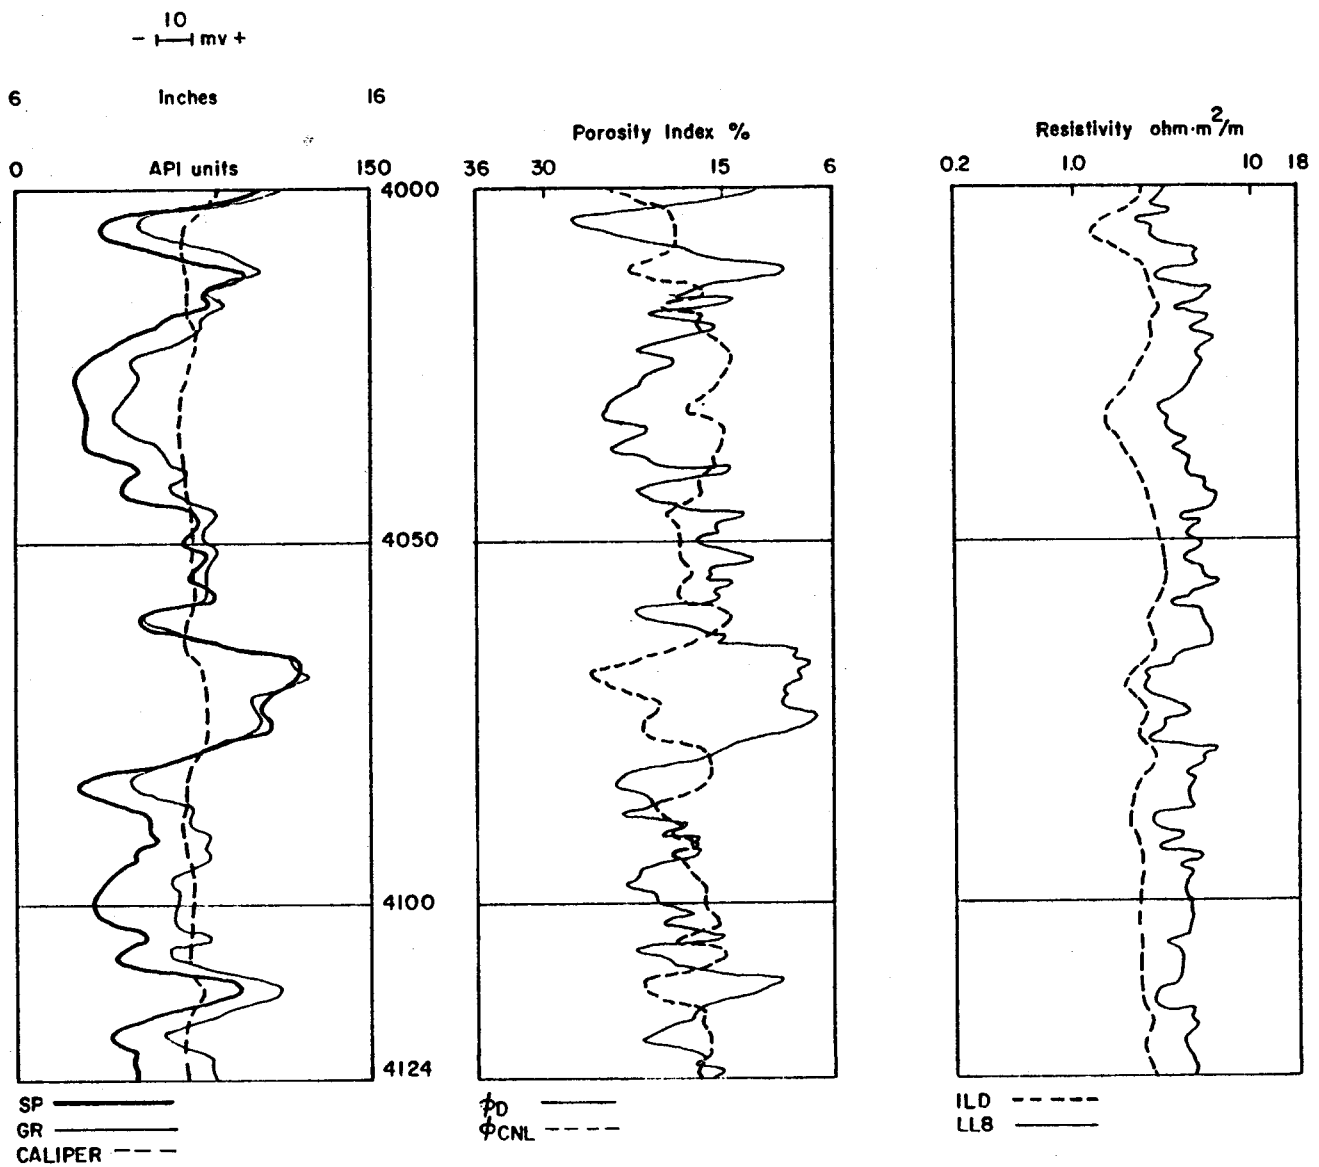 10
- mv +
6 Inches 16
Porosity Index %
Resistivity ohm·m²/m
0 API units 150
36 30 15 6
0.2 1.0 10 18
4000
4050
4100
4124
SP
GR
CALIPER
ϕD
ϕCNL
ILD
LL8